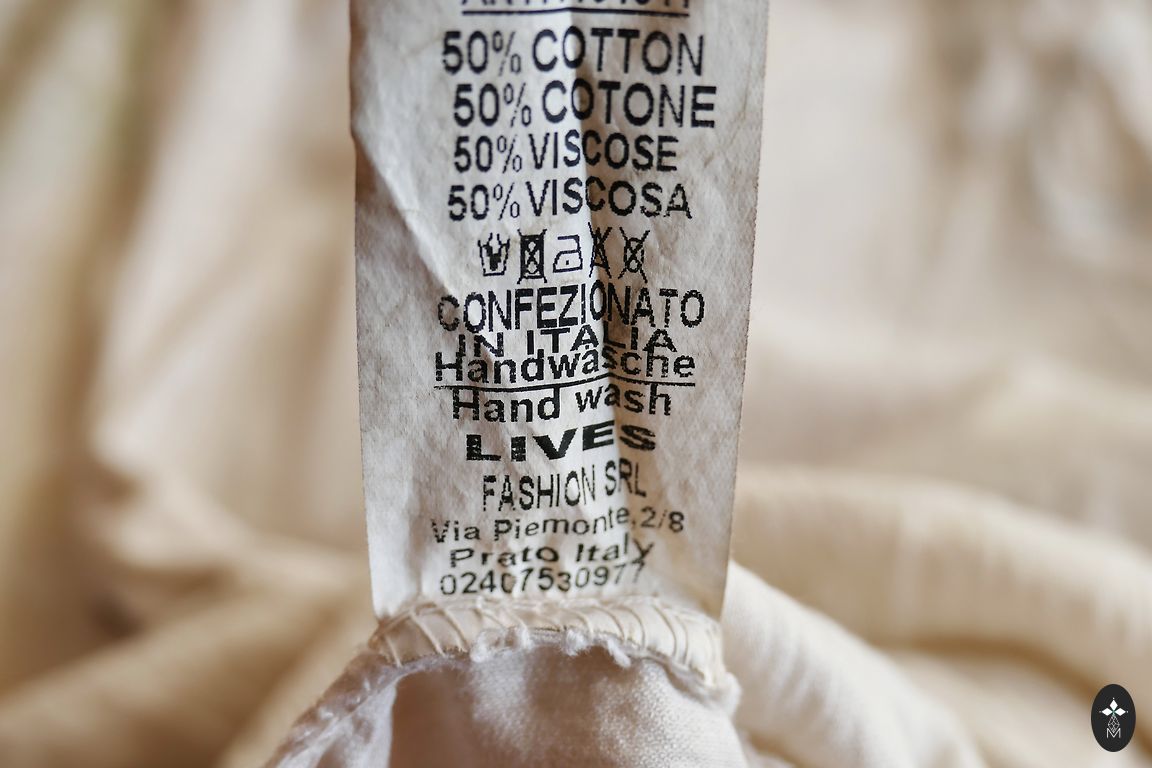 50% COTTON
50% COTONE
50% VISCOSE
50% VISCOSA
CONFEZIONATO
IN ITALIA
Handwasche
Hand wash
LIVES
FASHION SRL
Via Piemonte,2/8
Prato Italy
02407530977
M